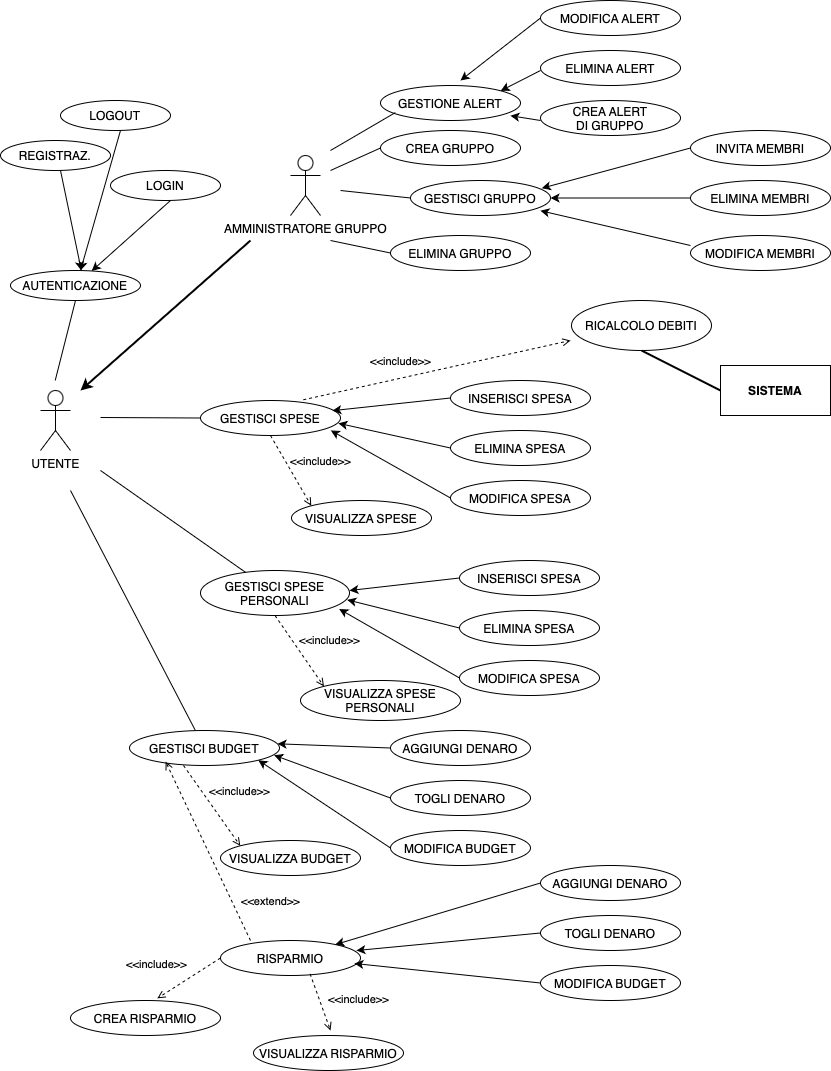 MODIFICA ALERT
ELIMINA ALERT
GESTIONE ALERT
CREA ALERT
DI GRUPPO
LOGOUT
REGISTRAZ.
CREA GRUPPO
INVITA MEMBRI
LOGIN
GESTISCI GRUPPO
ELIMINA MEMBRI
AMMINISTRATORE GRUPPO
ELIMINA GRUPPO
MODIFICA MEMBRI
AUTENTICAZIONE
RICALCOLO DEBITI
<<include>>
SISTEMA
INSERISCI SPESA
GESTISCI SPESE
ELIMINA SPESA
UTENTE
<<include>>
MODIFICA SPESA
VISUALIZZA SPESE
INSERISCI SPESA
GESTISCI SPESE
PERSONALI
ELIMINA SPESA
<<include>>
MODIFICA SPESA
VISUALIZZA SPESE
PERSONALI
GESTISCI BUDGET
AGGIUNGI DENARO
<<include>>
TOGLI DENARO
MODIFICA BUDGET
VISUALIZZA BUDGET
AGGIUNGI DENARO
<<extend>>
TOGLI DENARO
RISPARMIO
<<include>>
MODIFICA BUDGET
<<include>>
CREA RISPARMIO
VISUALIZZA RISPARMIO